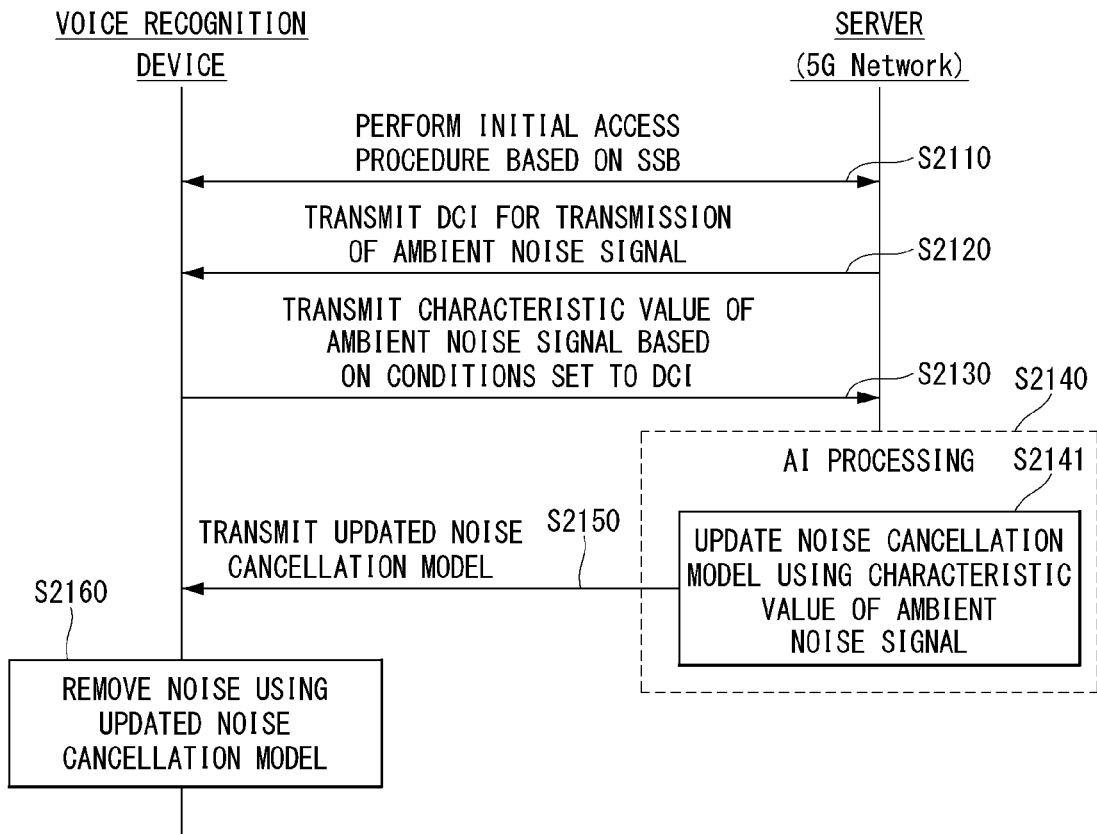 VOICE RECOGNITION
DEVICE
SERVER
(5G Network)
PERFORM INITIAL ACCESS
PROCEDURE BASED ON SSB
S2110
TRANSMIT DCI FOR TRANSMISSION
OF AMBIENT NOISE SIGNAL
S2120
TRANSMIT CHARACTERISTIC VALUE OF
AMBIENT NOISE SIGNAL BASED
ON CONDITIONS SET TO DCI
S2130
S2140
AI PROCESSING
S2141
UPDATE NOISE CANCELLATION
MODEL USING CHARACTERISTIC
VALUE OF AMBIENT
NOISE SIGNAL
S2150
TRANSMIT UPDATED NOISE
CANCELLATION MODEL
S2160
REMOVE NOISE USING
UPDATED NOISE
CANCELLATION MODEL